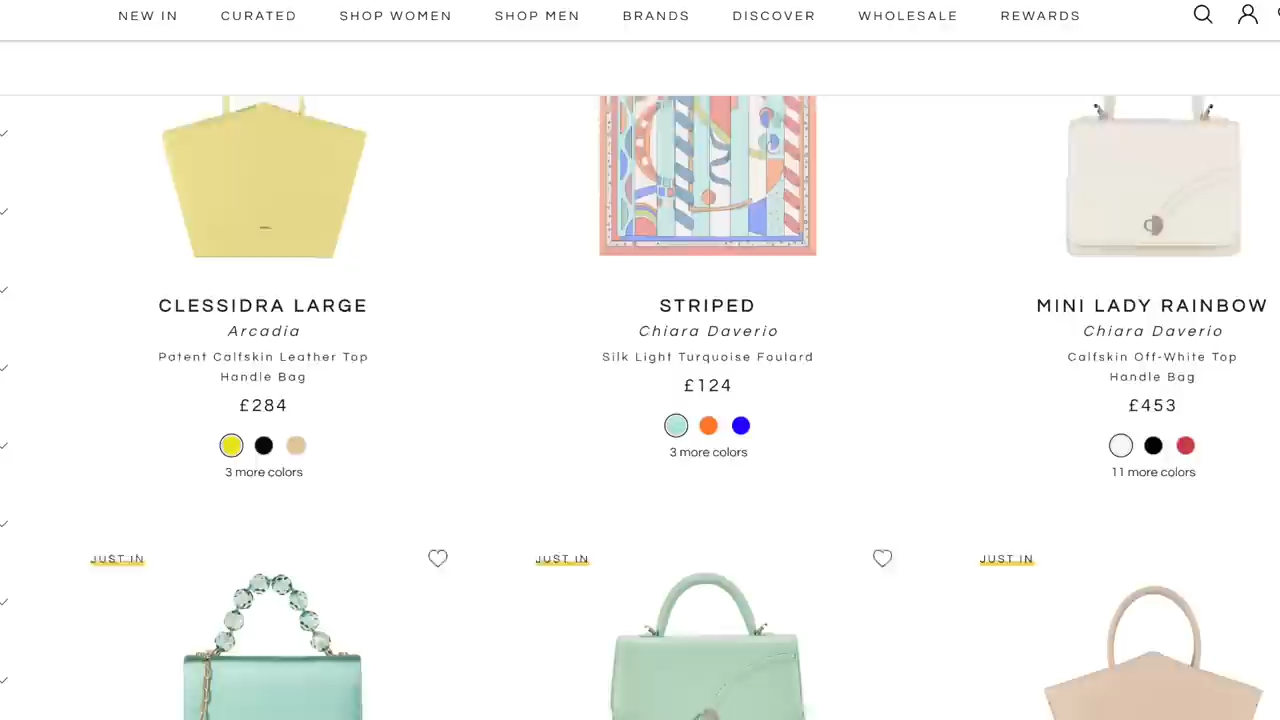 NEW IN CURATED SHOP WOMEN SHOP MEN BRANDS DISCOVER WHOLESALE REWARDS
CLESSIDRA LARGE
Arcadia
Patent Calfskin Leather Top
Handle Bag
£284
3 more colors
STRIPED
Chiara Daverio
Silk Light Turquoise Foulard
£124
3 more colors
MINI LADY RAINBOW
Chiara Daverio
Calfskin Off-White Top
Handle Bag
£453
11 more colors
JUST IN
JUST IN
JUST IN